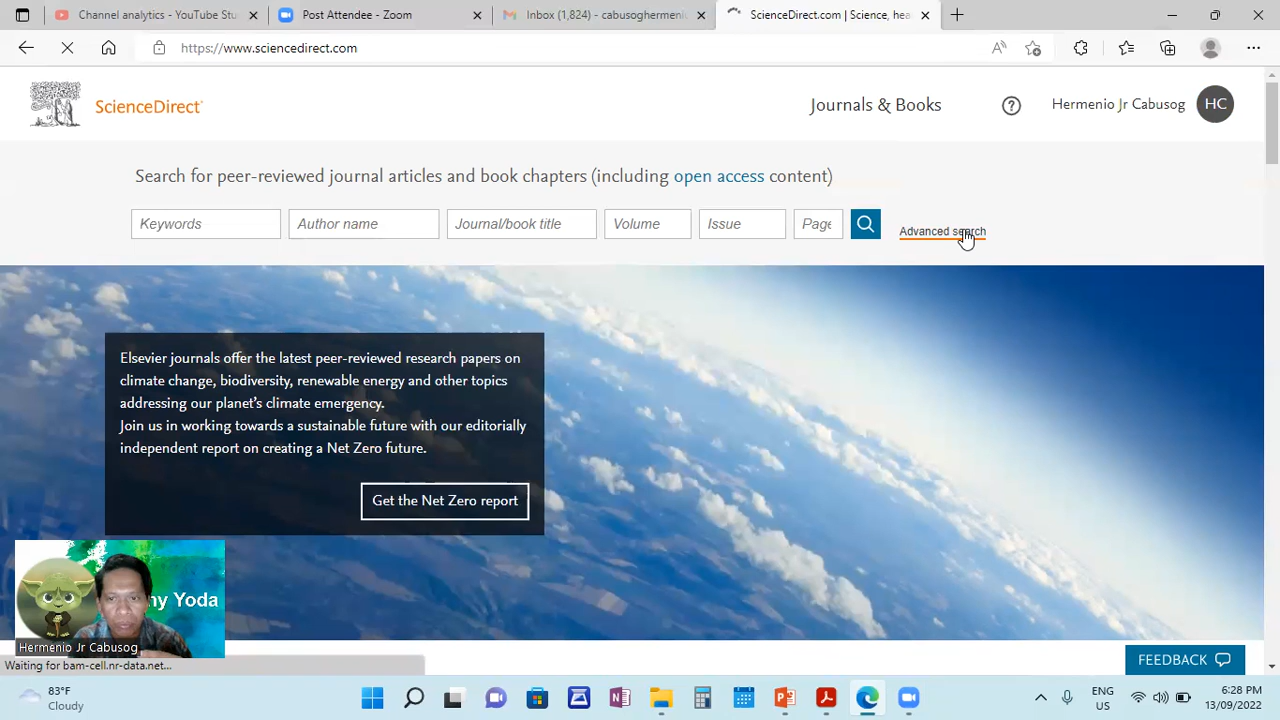 Channel analytics - YouTube Stu
Post Attendee - Zoom
Inbox (1,824) - cabusoghermeni
ScienceDirect.com | Science, hea
https://www.sciencedirect.com
ScienceDirect
Journals & Books
Hermenio Jr Cabusog
HC
Search for peer-reviewed journal articles and book chapters (including open access content)
Keywords
Author name
Journal/book title
Volume
Issue
Page
Advanced search
Elsevier journals offer the latest peer-reviewed research papers on
climate change, biodiversity, renewable energy and other topics
addressing our planet's climate emergency.
Join us in working towards a sustainable future with our editorially
independent report on creating a Net Zero future.
Get the Net Zero report
ny Yoda
Hermenio Jr Cabusog
Waiting for bam-cell.nr-data.net...
FEEDBACK
83°F
Cloudy
ENG
US
6:28 PM
13/09/2022